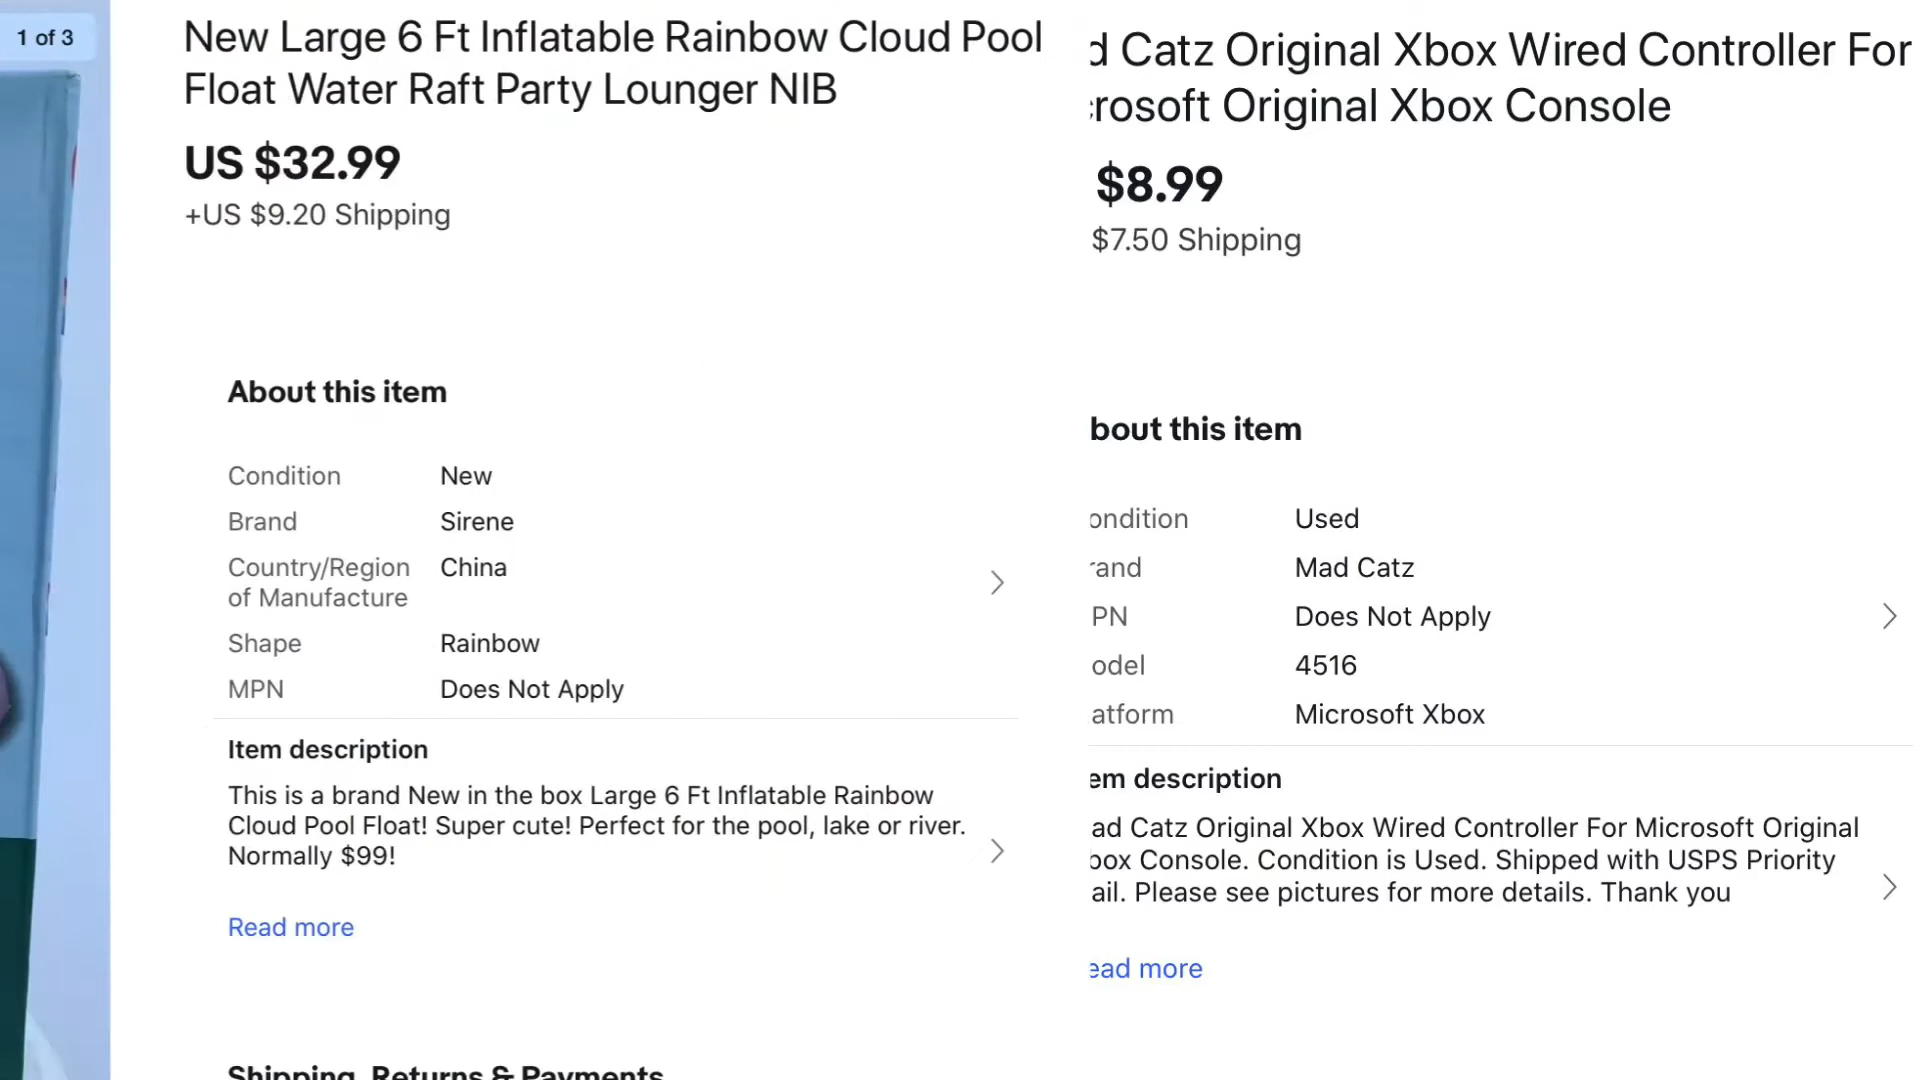 1 of 3
New Large 6 Ft Inflatable Rainbow Cloud Pool
Float Water Raft Party Lounger NIB
US $32.99
+US $9.20 Shipping
About this item
Condition New
Brand Sirene
Country/Region China
of Manufacture
Shape Rainbow
MPN Does Not Apply
Item description
This is a brand New in the box Large 6 Ft Inflatable Rainbow
Cloud Pool Float! Super cute! Perfect for the pool, lake or river.
Normally $99!
Read more
Shipping, Returns & Payments
d Catz Original Xbox Wired Controller For
rosoft Original Xbox Console
$8.99
$7.50 Shipping
bout this item
ondition Used
rand Mad Catz
PN Does Not Apply
odel 4516
atform Microsoft Xbox
em description
ad Catz Original Xbox Wired Controller For Microsoft Original
box Console. Condition is Used. Shipped with USPS Priority
ail. Please see pictures for more details. Thank you
ead more